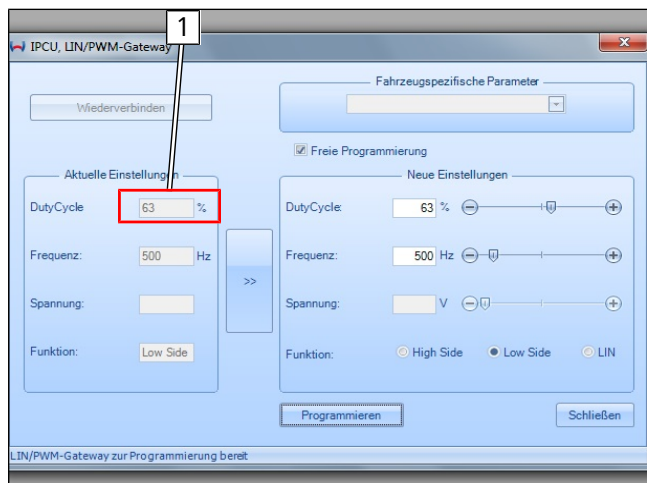 1
IPCU, LIN/PWM-Gateway
Fahrzeugspezifische Parameter
Wiederverbinden
Freie Programmierung
Aktuelle Einstellungen
DutyCycle 63 %
Frequenz: 500 Hz
Spannung:
Funktion: Low Side
>>
Neue Einstellungen
DutyCycle: 63 %
Frequenz: 500 Hz
Spannung: V
Funktion: High Side Low Side LIN
Programmieren
Schließen
LIN/PWM-Gateway zur Programmierung bereit